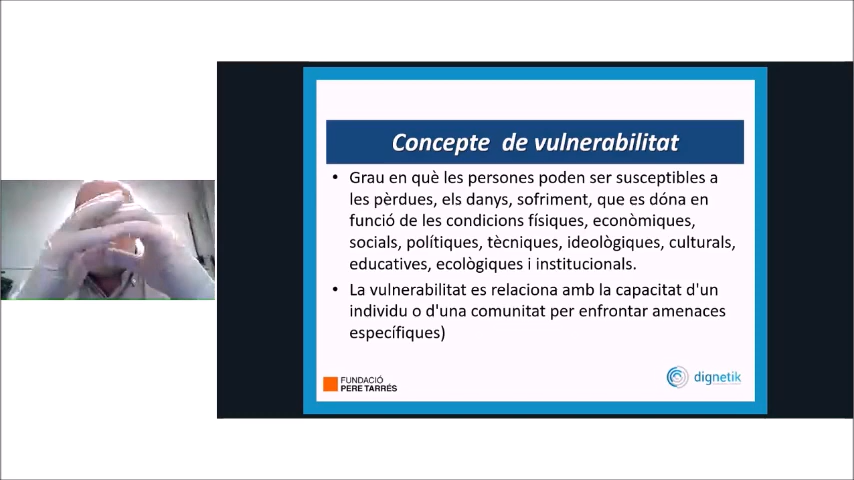 Concepte de vulnerabilitat
• Grau en què les persones poden ser susceptibles a
les pèrdues, els danys, sofriment, que es dóna en
funció de les condicions físiques, econòmiques,
socials, polítiques, tècniques, ideològiques, culturals,
educatives, ecològiques i institucionals.
• La vulnerabilitat es relaciona amb la capacitat d'un
individu o d'una comunitat per enfrontar amenaces
específiques)
FUNDACIÓ
PERE TARRÉS
dignetik